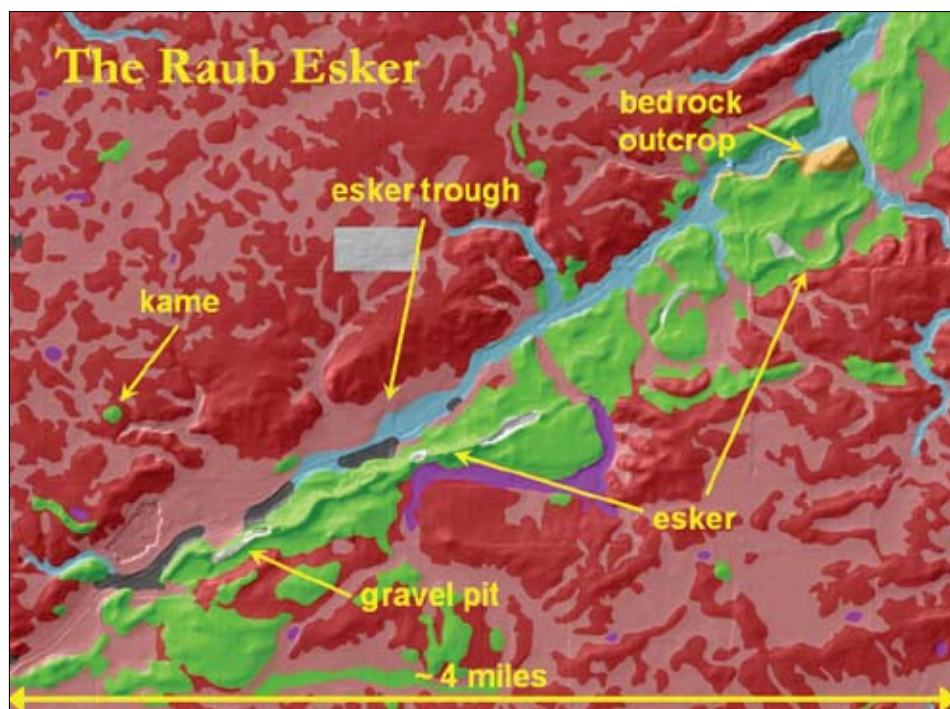 The Raub Esker
bedrock
outcrop
esker trough
kame
esker
gravel pit
~ 4 miles